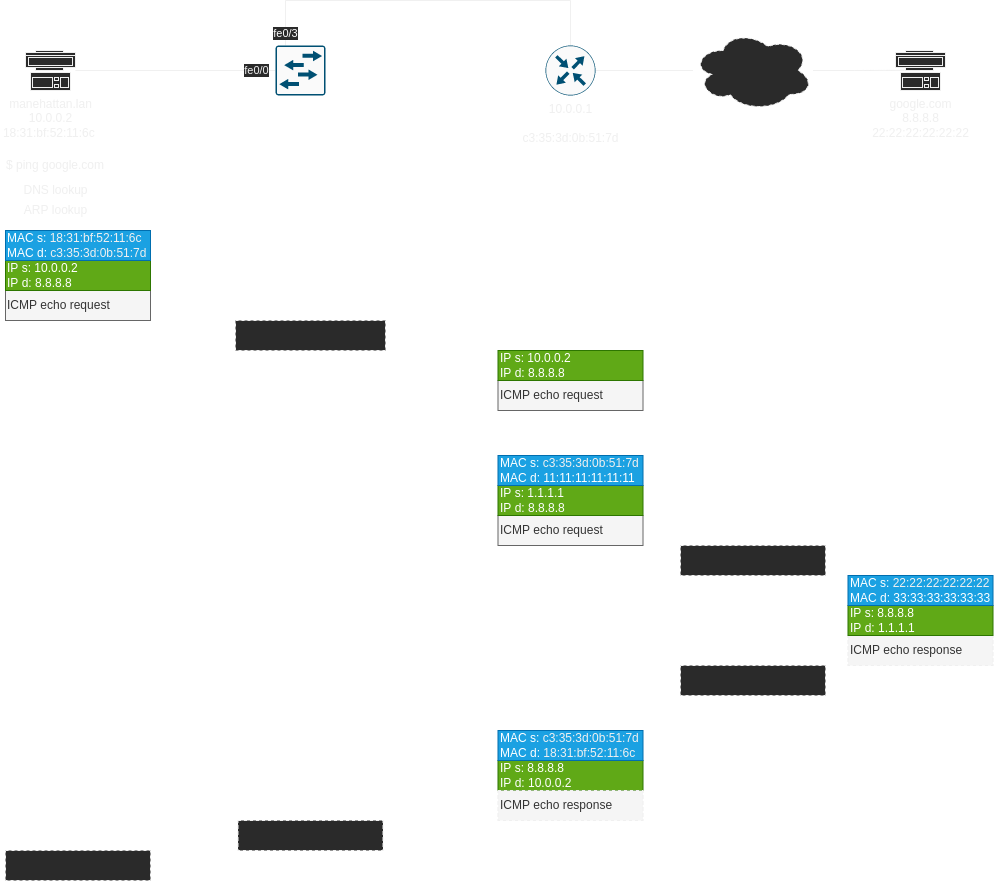 fe0/3
fe0/0
manehattan.lan
10.0.0.2
18:31:bf:52:11:6c
10.0.0.1
c3:35:3d:0b:51:7d
google.com
8.8.8.8
22:22:22:22:22:22
$ ping google.com
DNS lookup
ARP lookup
MAC s: 18:31:bf:52:11:6c
MAC d: c3:35:3d:0b:51:7d
IP s: 10.0.0.2
IP d: 8.8.8.8
ICMP echo request
IP s: 10.0.0.2
IP d: 8.8.8.8
ICMP echo request
MAC s: c3:35:3d:0b:51:7d
MAC d: 11:11:11:11:11:11
IP s: 1.1.1.1
IP d: 8.8.8.8
ICMP echo request
MAC s: 22:22:22:22:22:22
MAC d: 33:33:33:33:33:33
IP s: 8.8.8.8
IP d: 1.1.1.1
ICMP echo response
MAC s: c3:35:3d:0b:51:7d
MAC d: 18:31:bf:52:11:6c
IP s: 8.8.8.8
IP d: 10.0.0.2
ICMP echo response